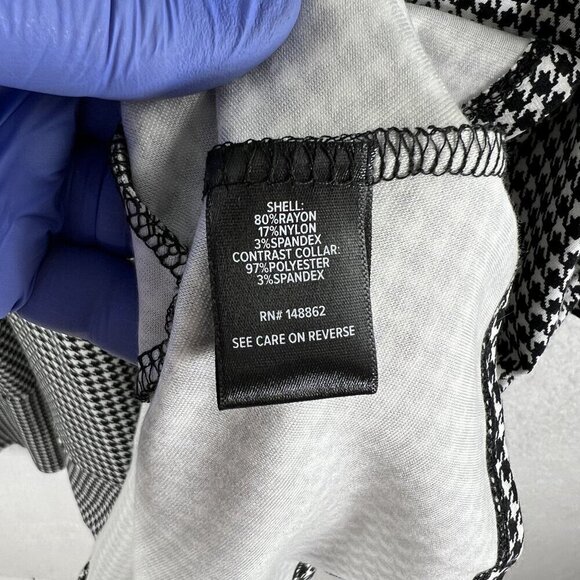 SHELL:
80%RAYON
17%NYLON
3%SPANDEX
CONTRAST COLLAR:
97%POLYESTER
3%SPANDEX
RN# 148862
SEE CARE ON REVERSE